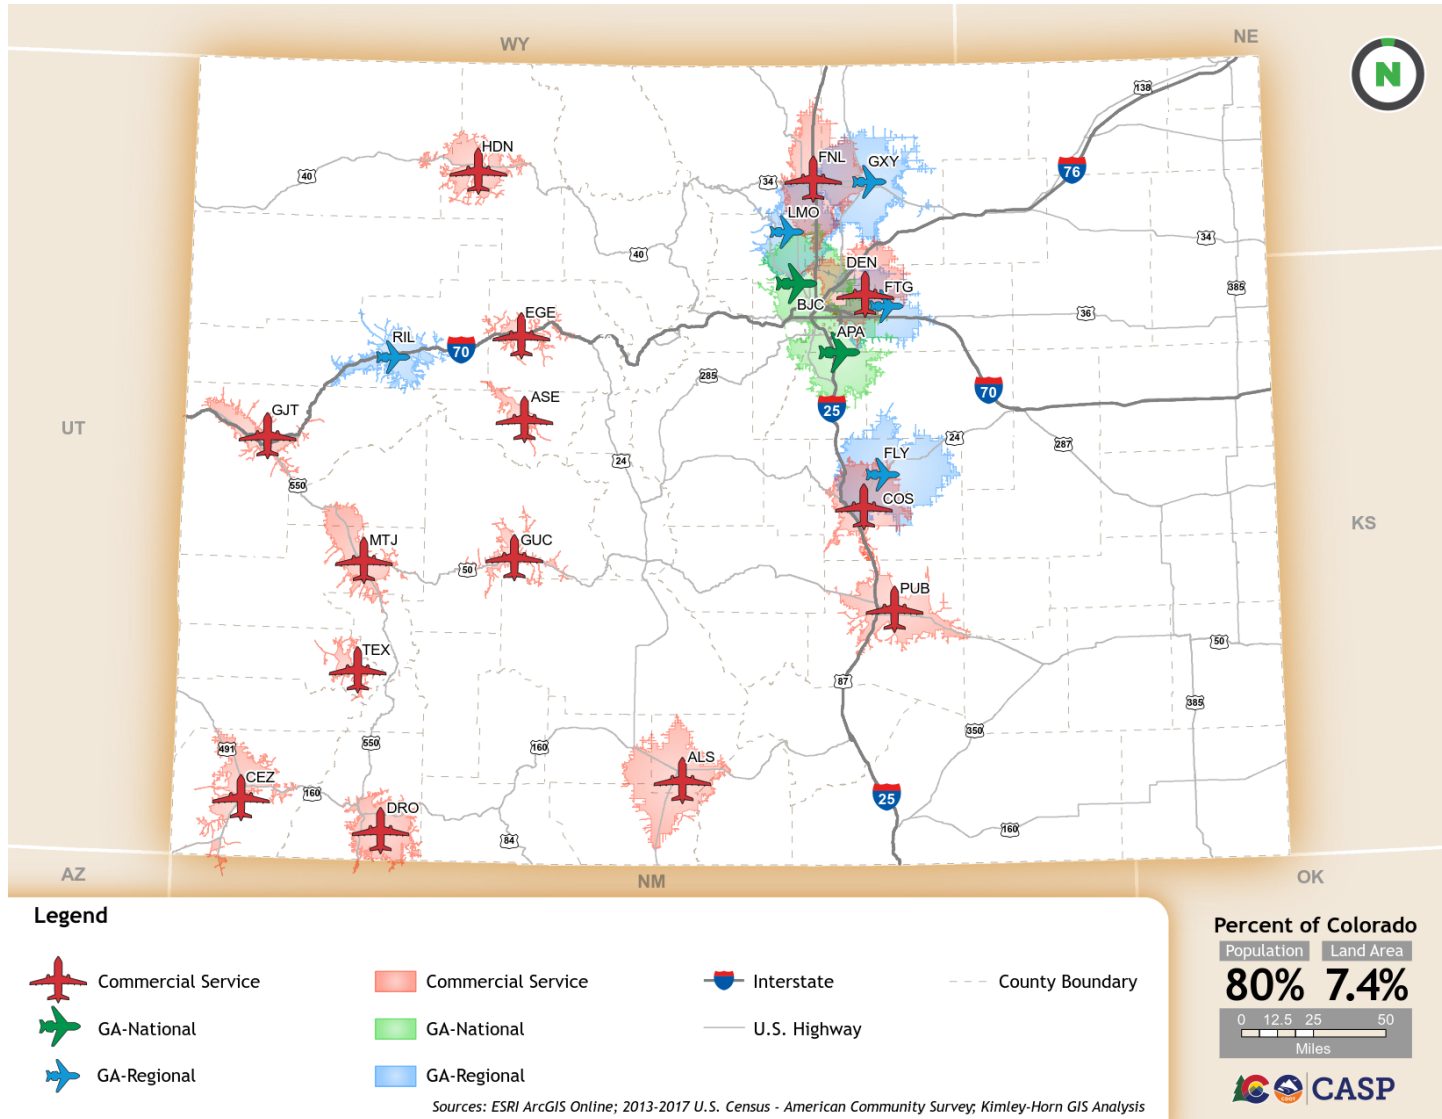 WY
NE
N
138
HDN
FNL
GXY
76
40
34
LMO
34
40
DEN
385
FTG
BJC
36
EGE
APA
RIL
70
285
70
ASE
25
GJT
UT
24
287
FLY
24
550
COS
KS
MTJ
GUC
50
PUB
50
TEX
87
385
350
491
550
160
ALS
CEZ
160
25
DRO
160
84
AZ
NM
OK
Legend
Commercial Service
Commercial Service
Interstate
County Boundary
GA-National
GA-National
U.S. Highway
GA-Regional
GA-Regional
Sources: ESRI ArcGIS Online; 2013-2017 U.S. Census - American Community Survey; Kimley-Horn GIS Analysis
Percent of Colorado
Population Land Area
80% 7.4%
0 12.5 25 50
Miles
CDOT
CASP